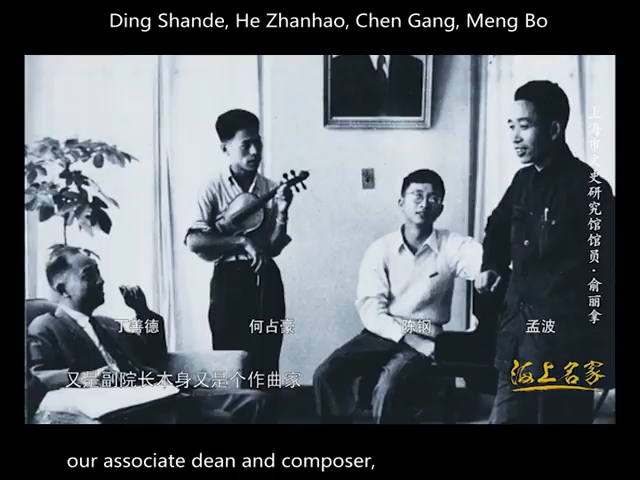 Ding Shande, He Zhanhao, Chen Gang, Meng Bo
上海市文史研究馆馆员·俞丽拿
丁善德
何占豪
陈钢
孟波
又是副院长本身又是个作曲家
海上名家
our associate dean and composer,